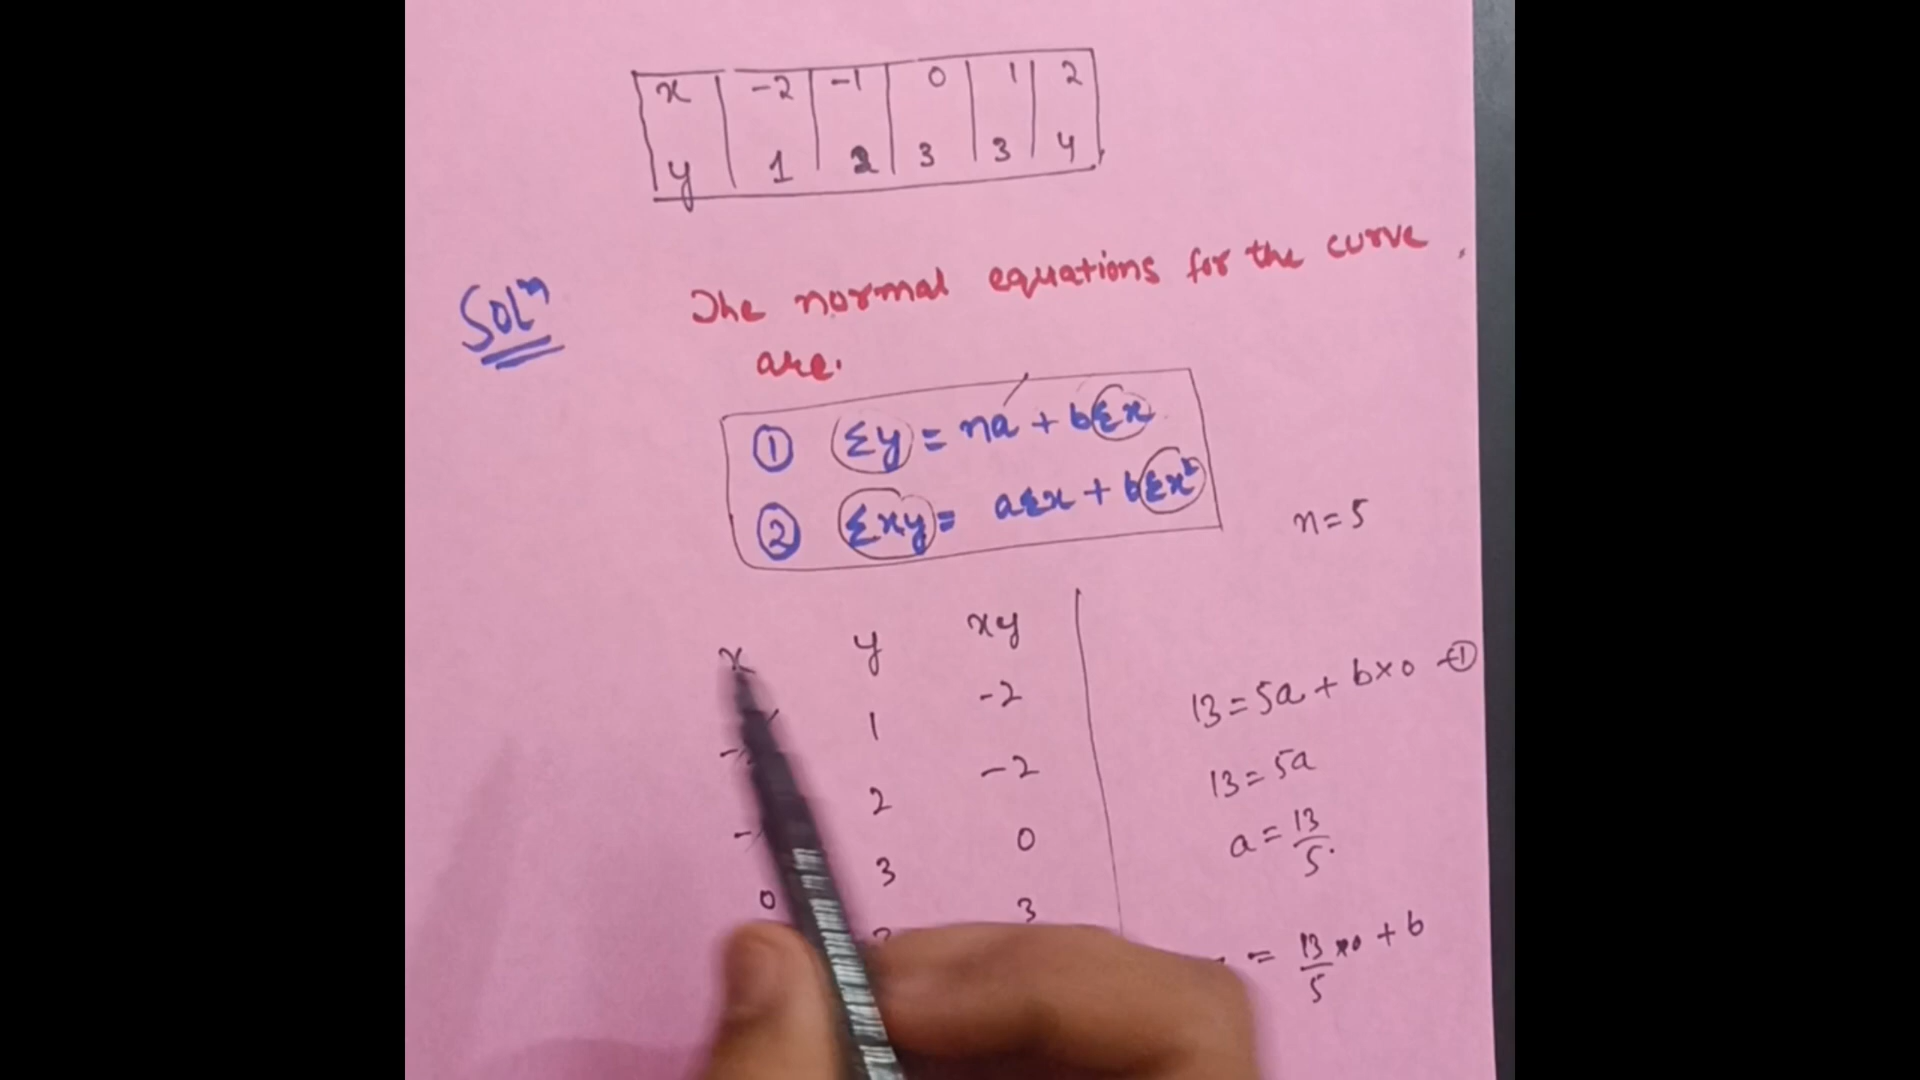 x -2 -1 0 1 2
y 1 2 3 3 4
Solⁿ The normal equations for the curve
are.
① Σy = na + bΣx
② Σxy = aΣx + bΣx²
n = 5
x y xy
1 -2
2 -2
0 3 0
3
13 = 5a + b×0 -①
13 = 5a
a = 13/5.
= 13/5 ×0 + b